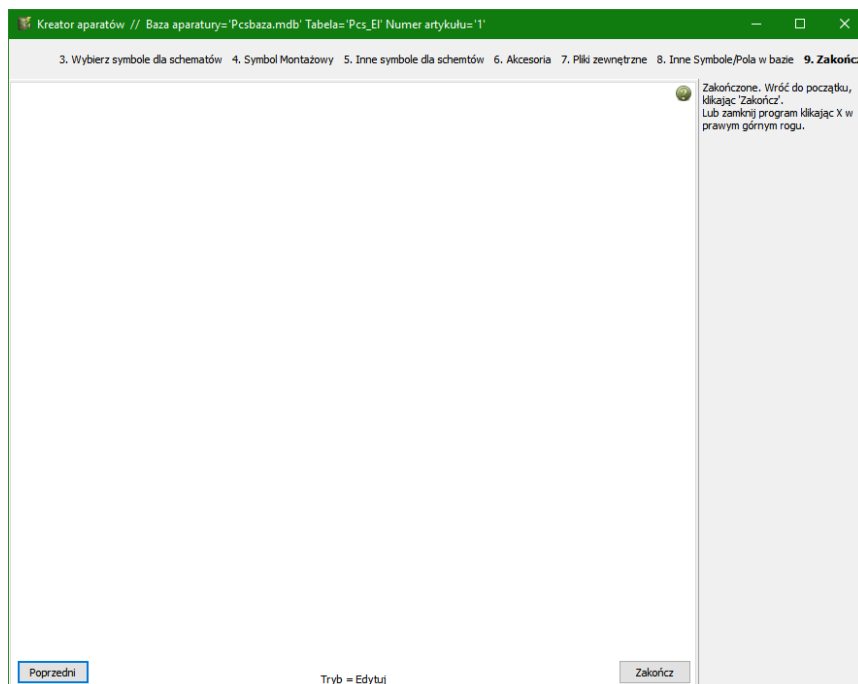 Kreator aparatów // Baza aparatury='Pcsbaza.mdb' Tabela='Pcs_El' Numer artykułu='1'
3. Wybierz symbole dla schematów 4. Symbol Montażowy 5. Inne symbole dla schemtów 6. Akcesoria 7. Pliki zewnętrzne 8. Inne Symbole/Pola w bazie 9. Zakońc
Zakończone. Wróć do początku,
klikając 'Zakończ'.
Lub zamknij program klikając X w
prawym górnym rogu.
Poprzedni
Tryb = Edytuj
Zakończ